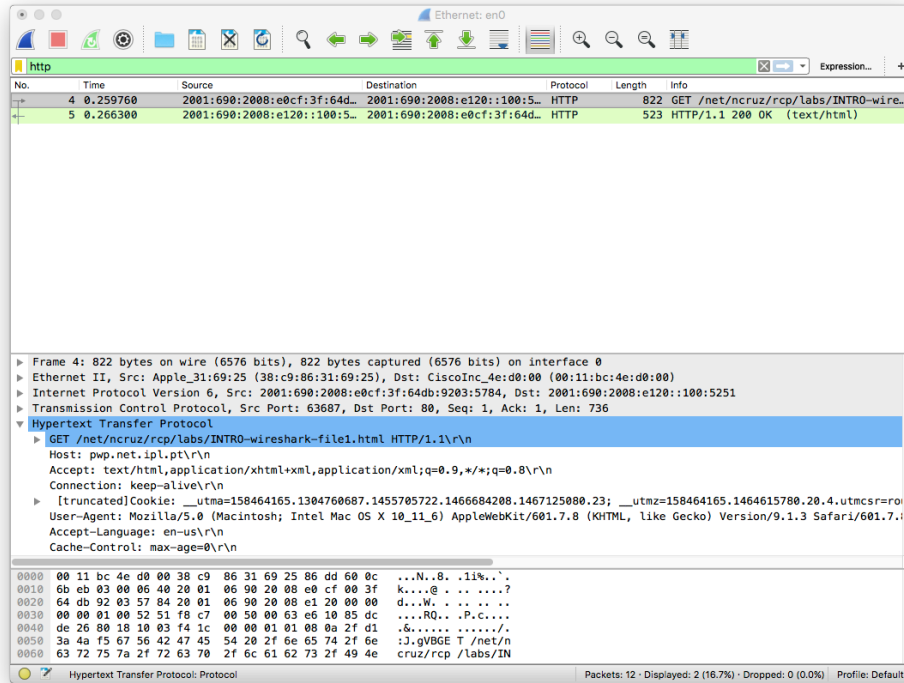 Ethernet: en0
http
Expression...
+
No. Time Source Destination Protocol Length Info
4 0.259760 2001:690:2008:e0cf:3f:64d… 2001:690:2008:e120::100:5… HTTP 822 GET /net/ncruz/rcp/labs/INTRO-wire…
5 0.266300 2001:690:2008:e120::100:5… 2001:690:2008:e0cf:3f:64d… HTTP 523 HTTP/1.1 200 OK (text/html)
Frame 4: 822 bytes on wire (6576 bits), 822 bytes captured (6576 bits) on interface 0
Ethernet II, Src: Apple_31:69:25 (38:c9:86:31:69:25), Dst: CiscoInc_4e:d0:00 (00:11:bc:4e:d0:00)
Internet Protocol Version 6, Src: 2001:690:2008:e0cf:3f:64db:9203:5784, Dst: 2001:690:2008:e120::100:5251
Transmission Control Protocol, Src Port: 63687, Dst Port: 80, Seq: 1, Ack: 1, Len: 736
Hypertext Transfer Protocol
GET /net/ncruz/rcp/labs/INTRO-wireshark-file1.html HTTP/1.1\r\n
Host: pwp.net.ipl.pt\r\n
Accept: text/html,application/xhtml+xml,application/xml;q=0.9,*/*;q=0.8\r\n
Connection: keep-alive\r\n
[truncated]Cookie: __utma=158464165.1304760687.1455705722.1466684208.1467125080.23; __utmz=158464165.1464615780.20.4.utmcsr=rou
User-Agent: Mozilla/5.0 (Macintosh; Intel Mac OS X 10_11_6) AppleWebKit/601.7.8 (KHTML, like Gecko) Version/9.1.3 Safari/601.7.8
Accept-Language: en-us\r\n
Cache-Control: max-age=0\r\n
0000 00 11 bc 4e d0 00 38 c9 86 31 69 25 86 dd 60 0c ...N..8. .1i%..`.
0010 6b eb 03 00 06 40 20 01 06 90 20 08 e0 cf 00 3f k....@ . .. ....?
0020 64 db 92 03 57 84 20 01 06 90 20 08 e1 20 00 00 d...W. . .. .. ..
0030 00 00 01 00 52 51 f8 c7 00 50 00 63 e6 10 85 dc ....RQ.. .P.c....
0040 de 26 80 18 10 03 f4 1c 00 00 01 01 08 0a 2f d1 .&...... ....../.
0050 3a 4a f5 67 56 42 47 45 54 20 2f 6e 65 74 2f 6e :J.gVBGE T /net/n
0060 63 72 75 7a 2f 72 63 70 2f 6c 61 62 73 2f 49 4e cruz/rcp /labs/IN
Hypertext Transfer Protocol: Protocol
Packets: 12 · Displayed: 2 (16.7%) · Dropped: 0 (0.0%)
Profile: Default